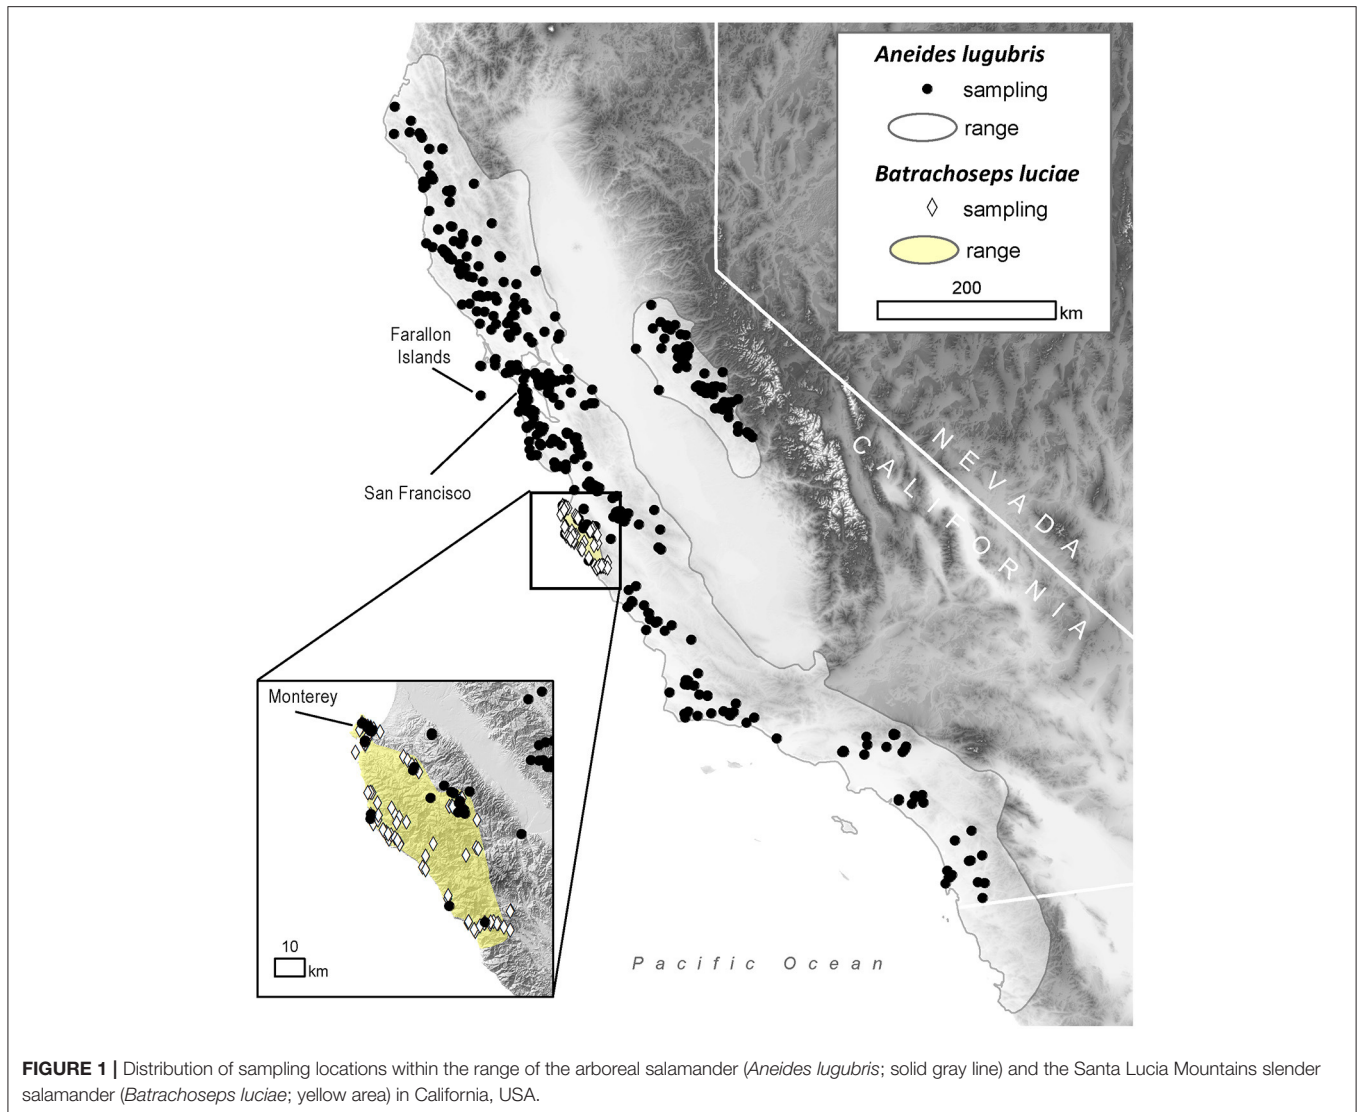 Aneides lugubris
sampling
range
Batrachoseps luciae
sampling
range
200
km
Farallon
Islands
San Francisco
NEVADA
CALIFORNIA
Monterey
10
km
Pacific Ocean
FIGURE 1 | Distribution of sampling locations within the range of the arboreal salamander (Aneides lugubris; solid gray line) and the Santa Lucia Mountains slender
salamander (Batrachoseps luciae; yellow area) in California, USA.